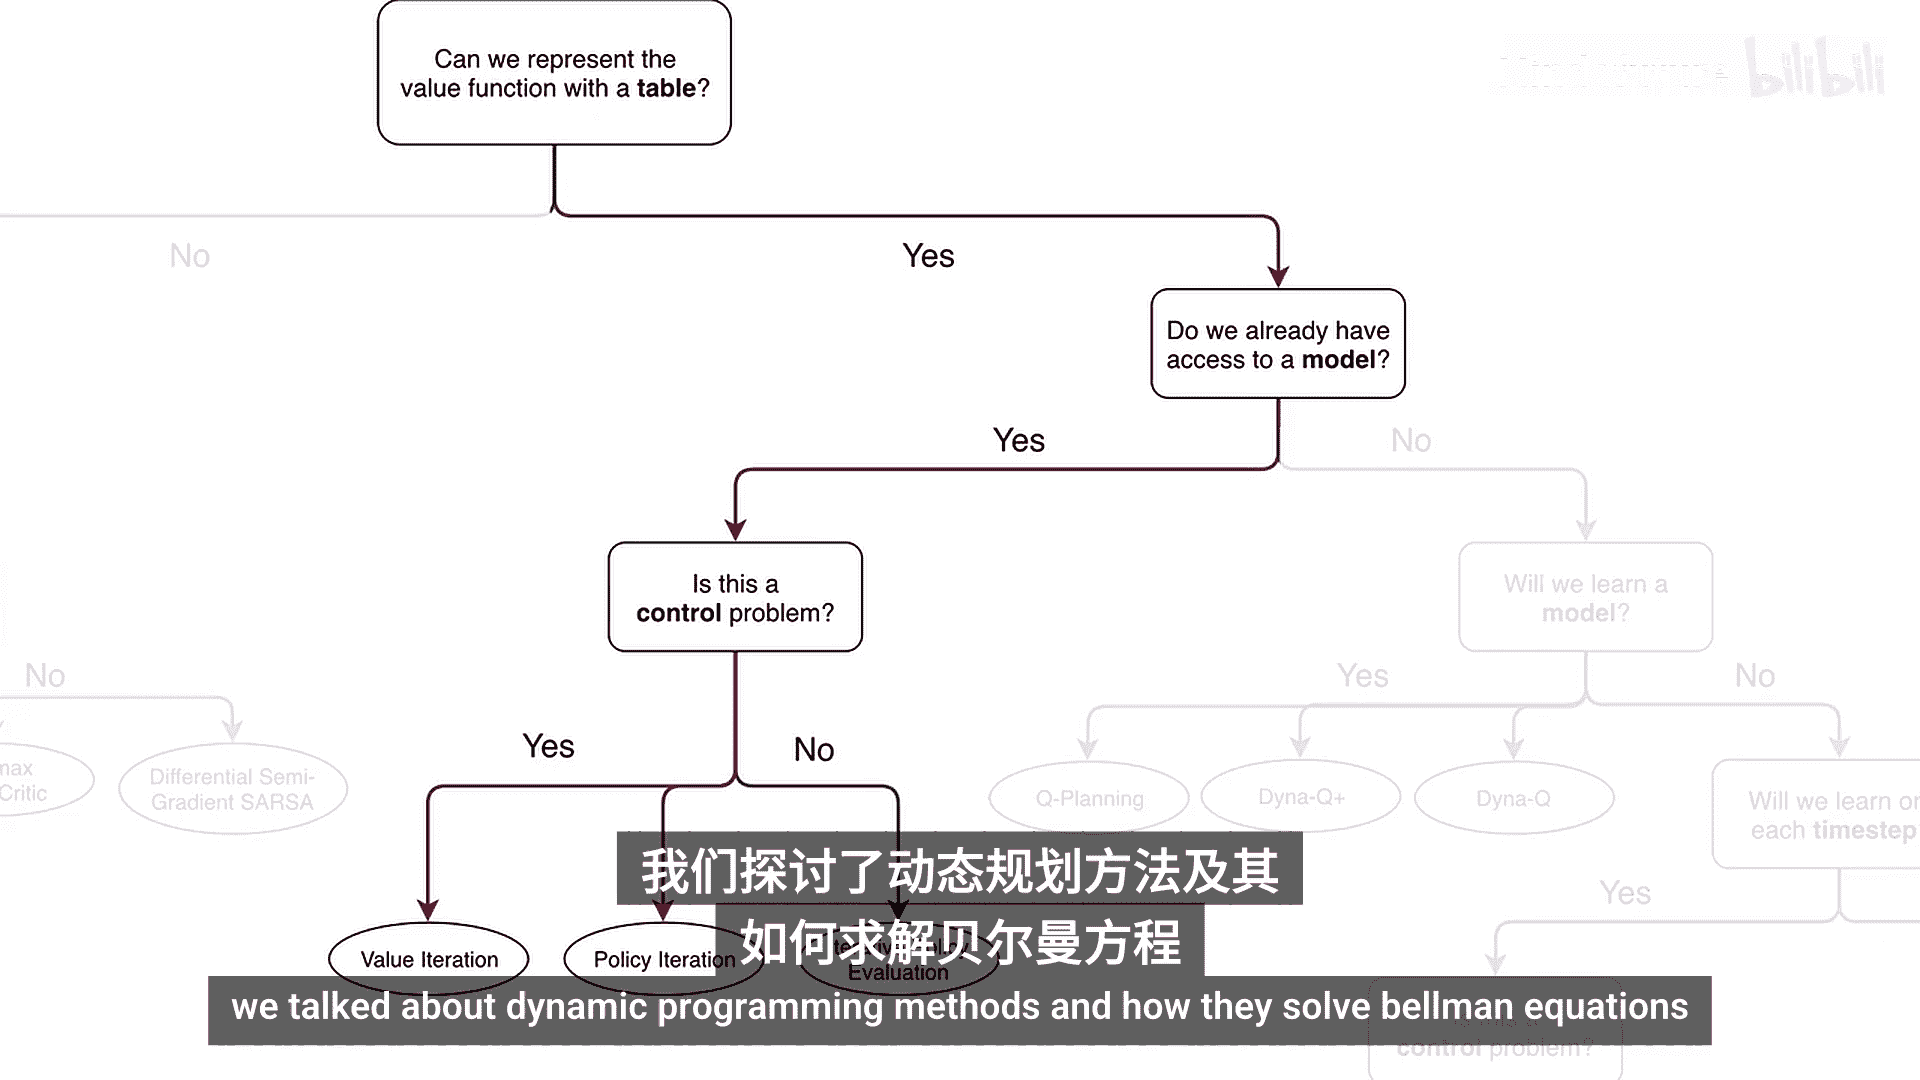 Can we represent the
value function with a table?
bilibili
No
Yes
Do we already have
access to a model?
Yes
No
Is this a
control problem?
Will we learn a
model?
No
Yes
No
Yes
No
max
Critic
Differential Semi-
Gradient SARSA
Q-Planning
Dyna-Q+
Dyna-Q
Will we learn on
each timestep
Yes
Value Iteration
Policy Iteration
Evaluation
我们探讨了动态规划方法及其
如何求解贝尔曼方程
we talked about dynamic programming methods and how they solve bellman equations
control problem?